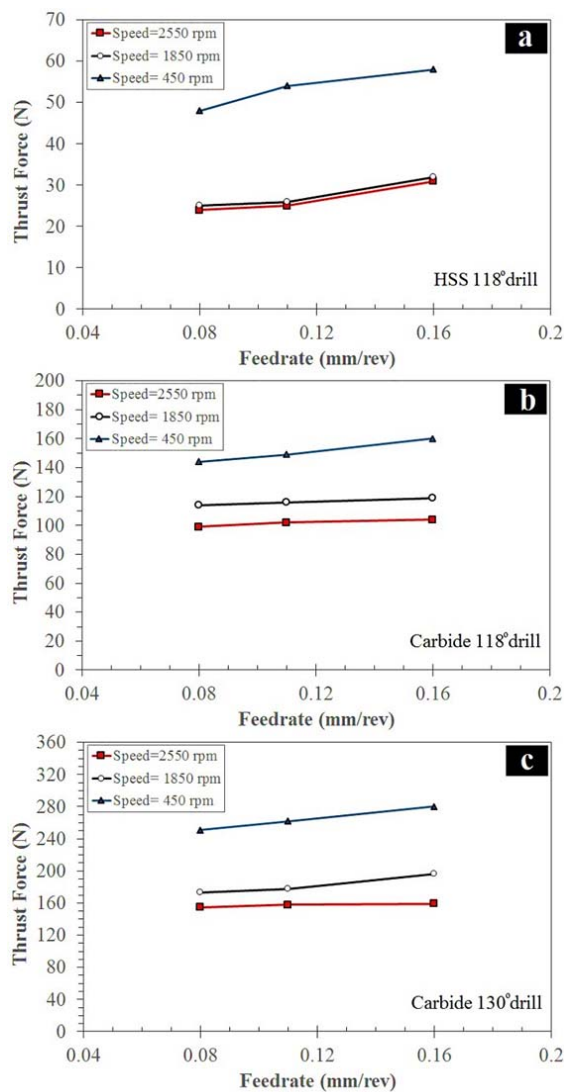 a
Speed=2550 rpm
Speed= 1850 rpm
Speed= 450 rpm
70
60
50
40
30
20
10
0
Thrust Force (N)
HSS 118°drill
0.04 0.08 0.12 0.16 0.2
Feedrate (mm/rev)
b
Speed=2550 rpm
Speed= 1850 rpm
Speed= 450 rpm
200
180
160
140
120
100
80
60
40
20
0
Thrust Force (N)
Carbide 118°drill
0.04 0.08 0.12 0.16 0.2
Feedrate (mm/rev)
c
Speed=2550 rpm
Speed= 1850 rpm
Speed= 450 rpm
360
320
280
240
200
160
120
80
40
0
Thrust Force (N)
Carbide 130°drill
0.04 0.08 0.12 0.16 0.2
Feedrate (mm/rev)